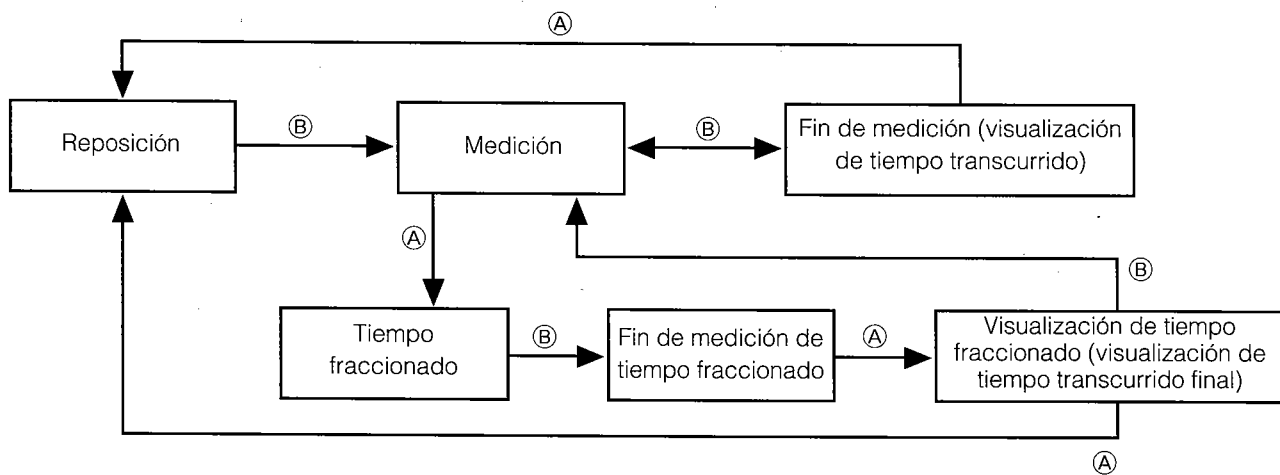 Ⓐ
Reposición
Ⓑ
Medición
Ⓑ
Fin de medición (visualización
de tiempo transcurrido)
Ⓐ
Ⓑ
Tiempo
fraccionado
Ⓑ
Fin de medición de
tiempo fraccionado
Ⓐ
Visualización de tiempo
fraccionado (visualización de
tiempo transcurrido final)
Ⓐ